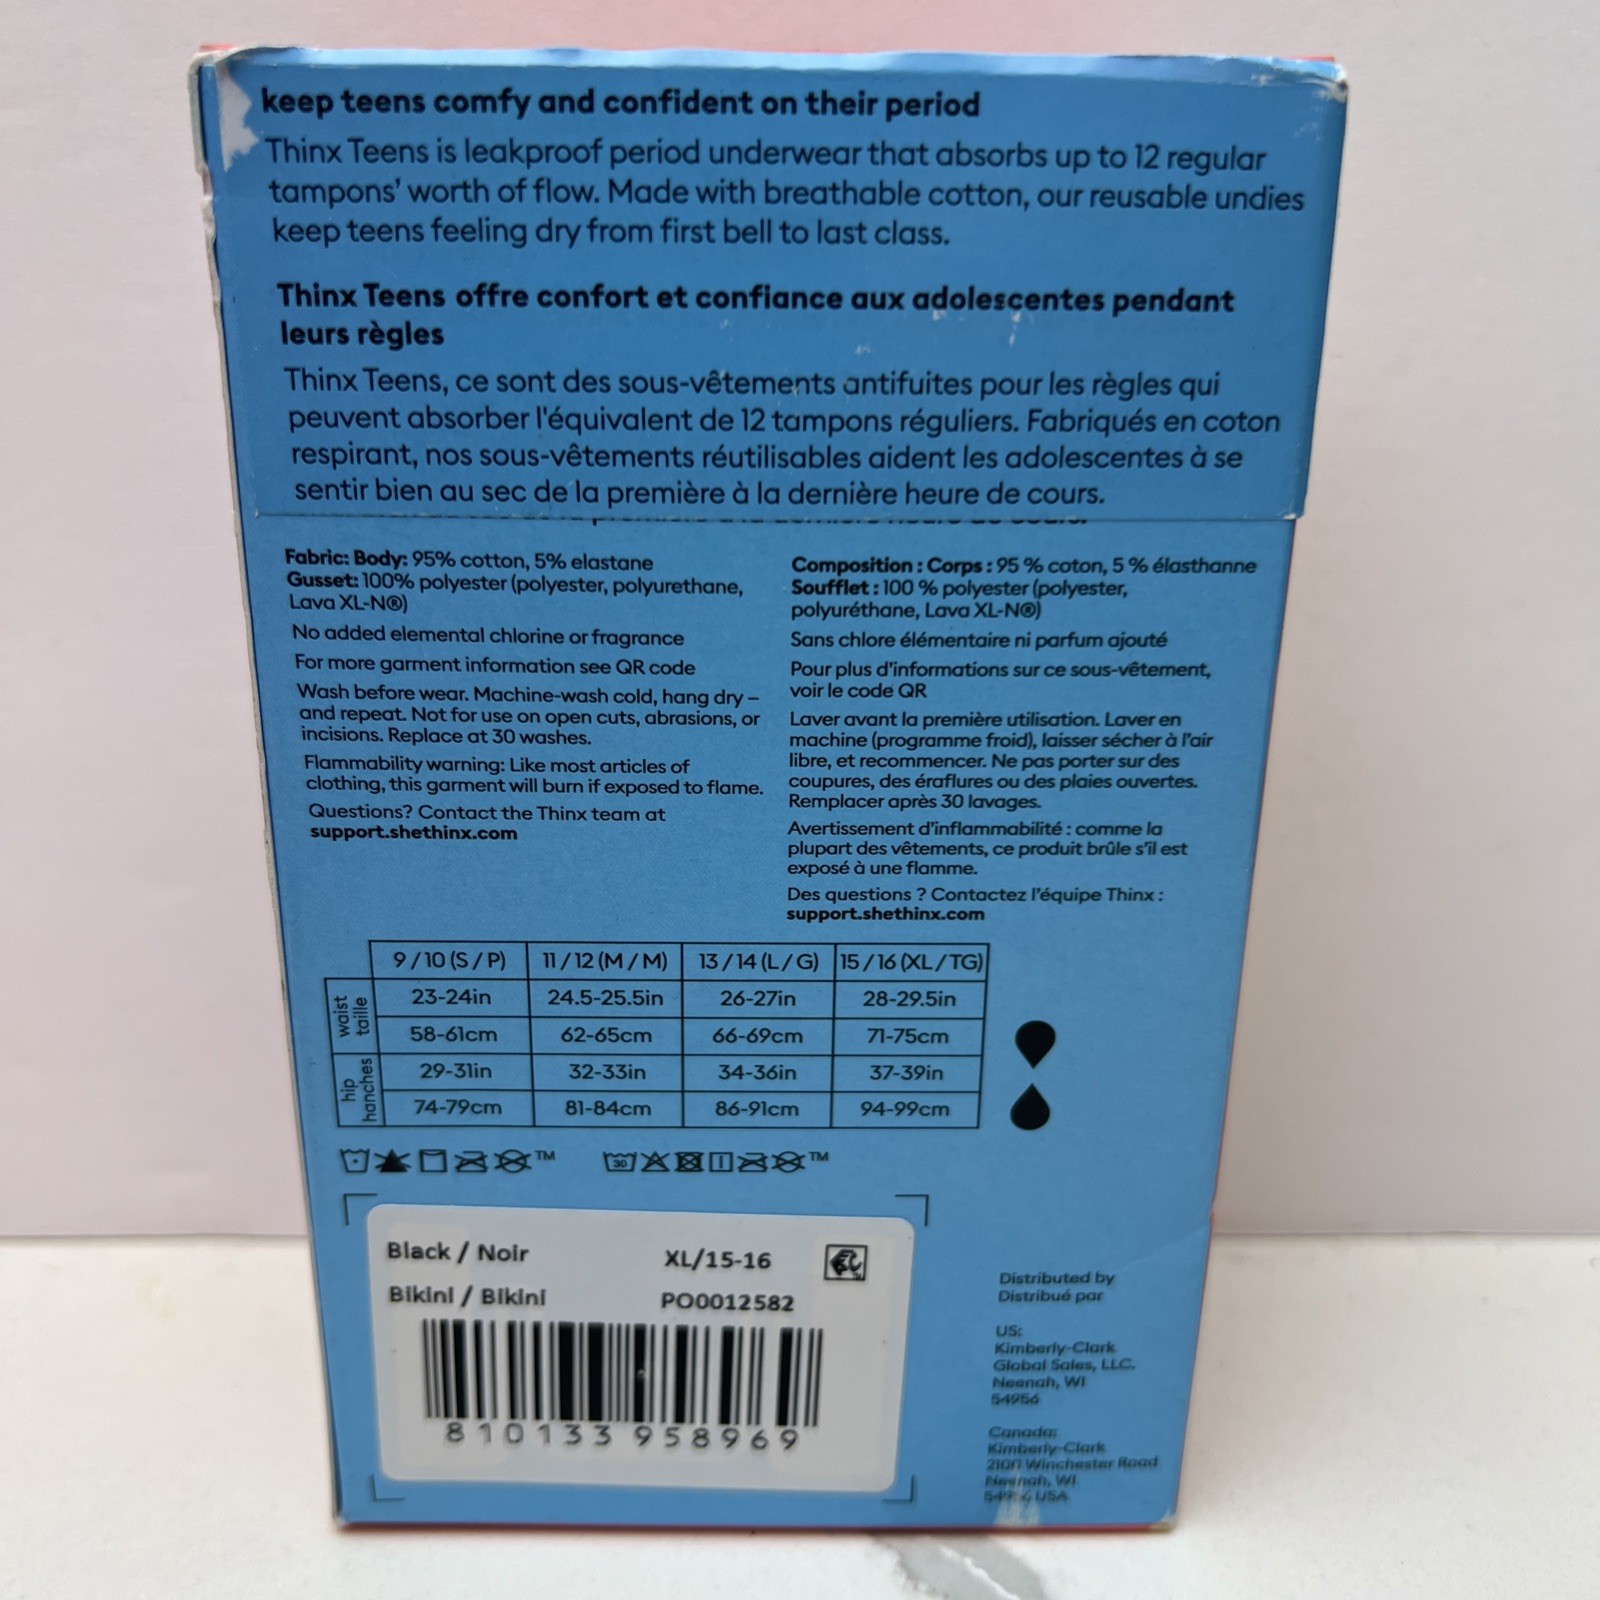 keep teens comfy and confident on their period
Thinx Teens is leakproof period underwear that absorbs up to 12 regular
tampons' worth of flow. Made with breathable cotton, our reusable undies
keep teens feeling dry from first bell to last class.
Thinx Teens offre confort et confiance aux adolescentes pendant
leurs règles
Thinx Teens, ce sont des sous-vêtements antifuites pour les règles qui
peuvent absorber l'équivalent de 12 tampons réguliers. Fabriqués en coton
respirant, nos sous-vêtements réutilisables aident les adolescentes à se
sentir bien au sec de la première à la dernière heure de cours.
Fabric: Body: 95% cotton, 5% elastane
Gusset: 100% polyester (polyester, polyurethane,
Lava XL-N®)
No added elemental chlorine or fragrance
For more garment information see QR code
Wash before wear. Machine-wash cold, hang dry –
and repeat. Not for use on open cuts, abrasions, or
incisions. Replace at 30 washes.
Flammability warning: Like most articles of
clothing, this garment will burn if exposed to flame.
Questions? Contact the Thinx team at
support.shethinx.com
Composition : Corps : 95 % coton, 5 % élasthanne
Soufflet : 100 % polyester (polyester,
polyuréthane, Lava XL-N®)
Sans chlore élémentaire ni parfum ajouté
Pour plus d'informations sur ce sous-vêtement,
voir le code QR
Laver avant la première utilisation. Laver en
machine (programme froid), laisser sécher à l'air
libre, et recommencer. Ne pas porter sur des
coupures, des éraflures ou des plaies ouvertes.
Remplacer après 30 lavages.
Avertissement d'inflammabilité : comme la
plupart des vêtements, ce produit brûle s'il est
exposé à une flamme.
Des questions ? Contactez l'équipe Thinx :
support.shethinx.com
9/10 (S/P) 11/12 (M/M) 13/14 (L/G) 15/16 (XL/TG)
waist
taille
23-24in 24.5-25.5in 26-27in 28-29.5in
58-61cm 62-65cm 66-69cm 71-75cm
hip
hanches
29-31in 32-33in 34-36in 37-39in
74-79cm 81-84cm 86-91cm 94-99cm
TM 30 TM
Black / Noir XL/15-16
Bikini / Bikini PO0012582
810133 958969
Distributed by
Distribué par
US:
Kimberly-Clark
Global Sales, LLC.
Neenah, WI
54956
Canada:
Kimberly-Clark
2100 Winchester Road
Neenah, WI
USA